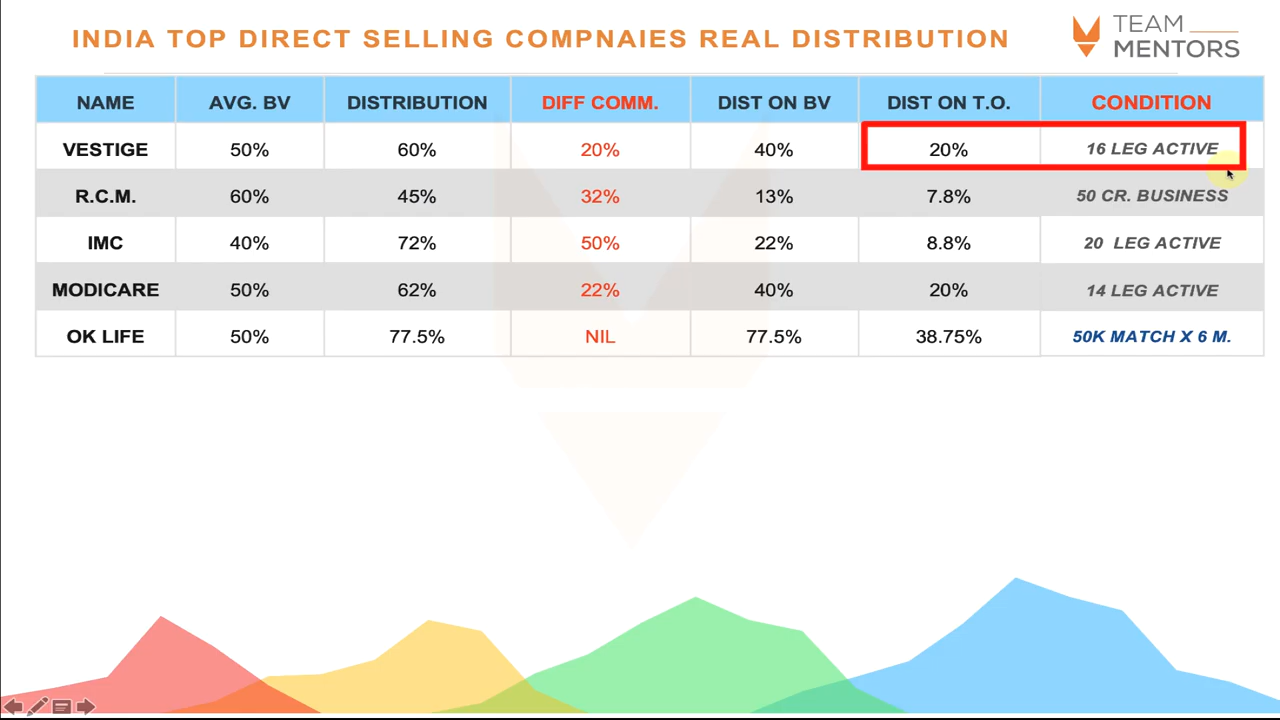 INDIA TOP DIRECT SELLING COMPNAIES REAL DISTRIBUTION
TEAM
MENTORS
NAME AVG. BV DISTRIBUTION DIFF COMM. DIST ON BV DIST ON T.O. CONDITION
VESTIGE 50% 60% 20% 40% 20% 16 LEG ACTIVE
R.C.M. 60% 45% 32% 13% 7.8% 50 CR. BUSINESS
IMC 40% 72% 50% 22% 8.8% 20 LEG ACTIVE
MODICARE 50% 62% 22% 40% 20% 14 LEG ACTIVE
OK LIFE 50% 77.5% NIL 77.5% 38.75% 50K MATCH X 6 M.